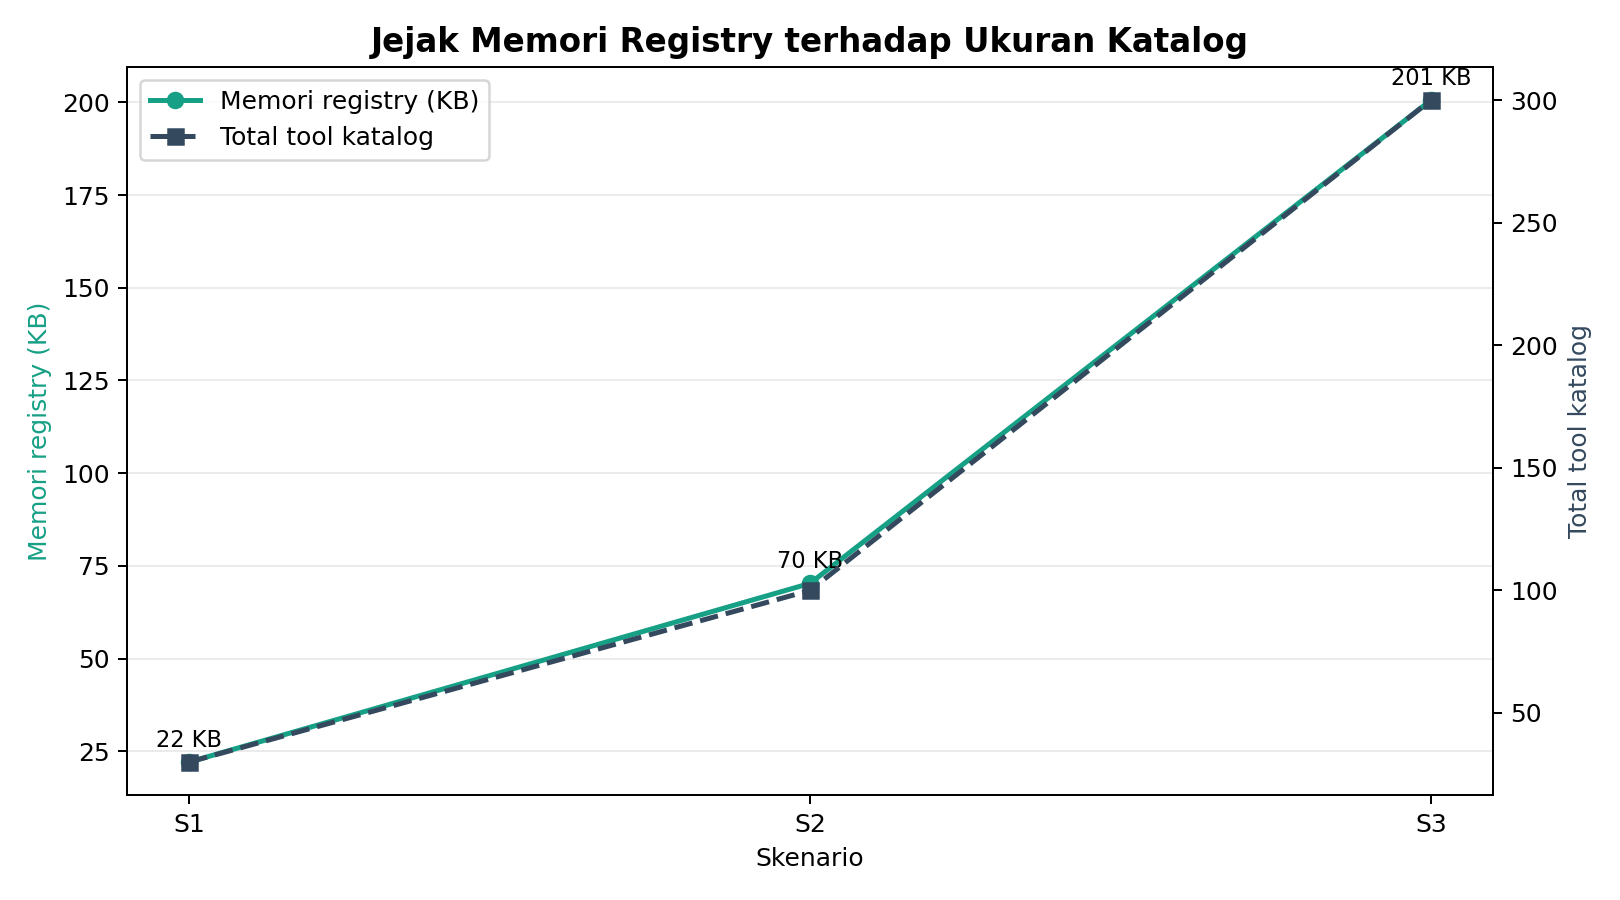 Jejak Memori Registry terhadap Ukuran Katalog
Memori registry (KB)
Total tool katalog
201 KB
70 KB
22 KB
200
175
150
125
100
75
50
25
Memori registry (KB)
300
250
200
150
100
50
Total tool katalog
S1
S2
S3
Skenario